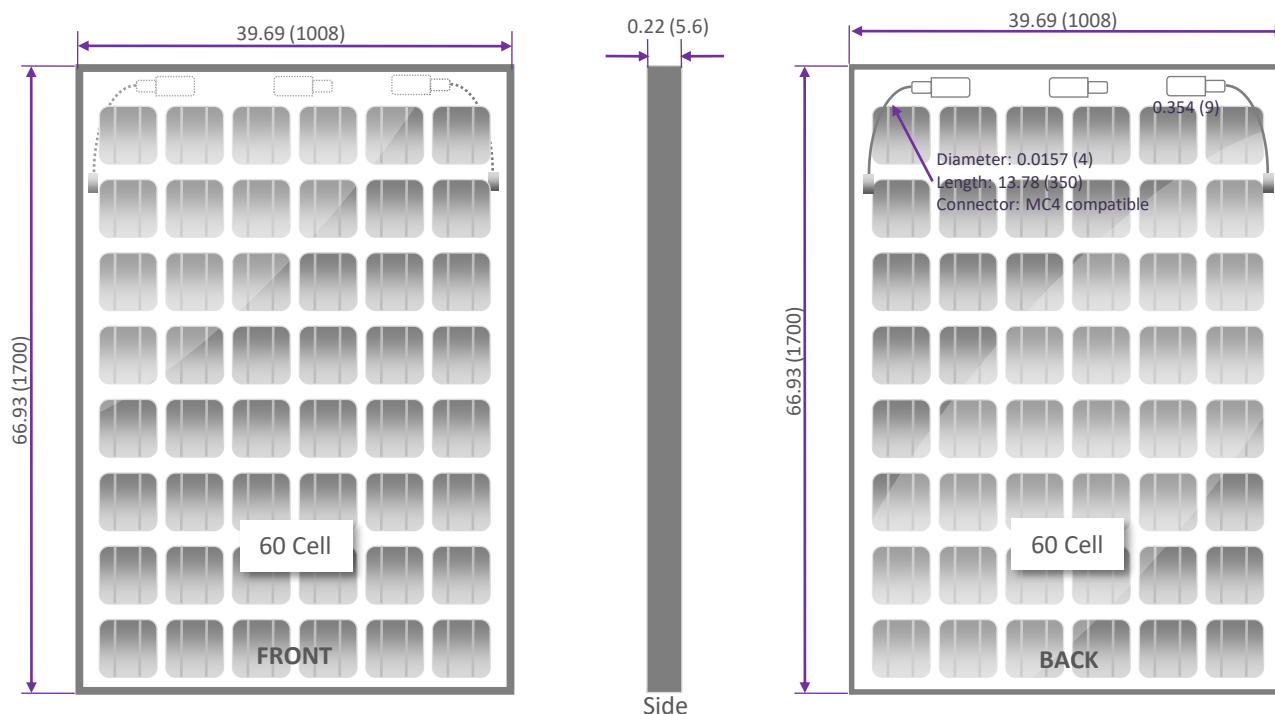 39.69 (1008)
66.93 (1700)
60 Cell
FRONT
0.22 (5.6)
Side
39.69 (1008)
66.93 (1700)
0.354 (9)
Diameter: 0.0157 (4)
Length: 13.78 (350)
Connector: MC4 compatible
60 Cell
BACK